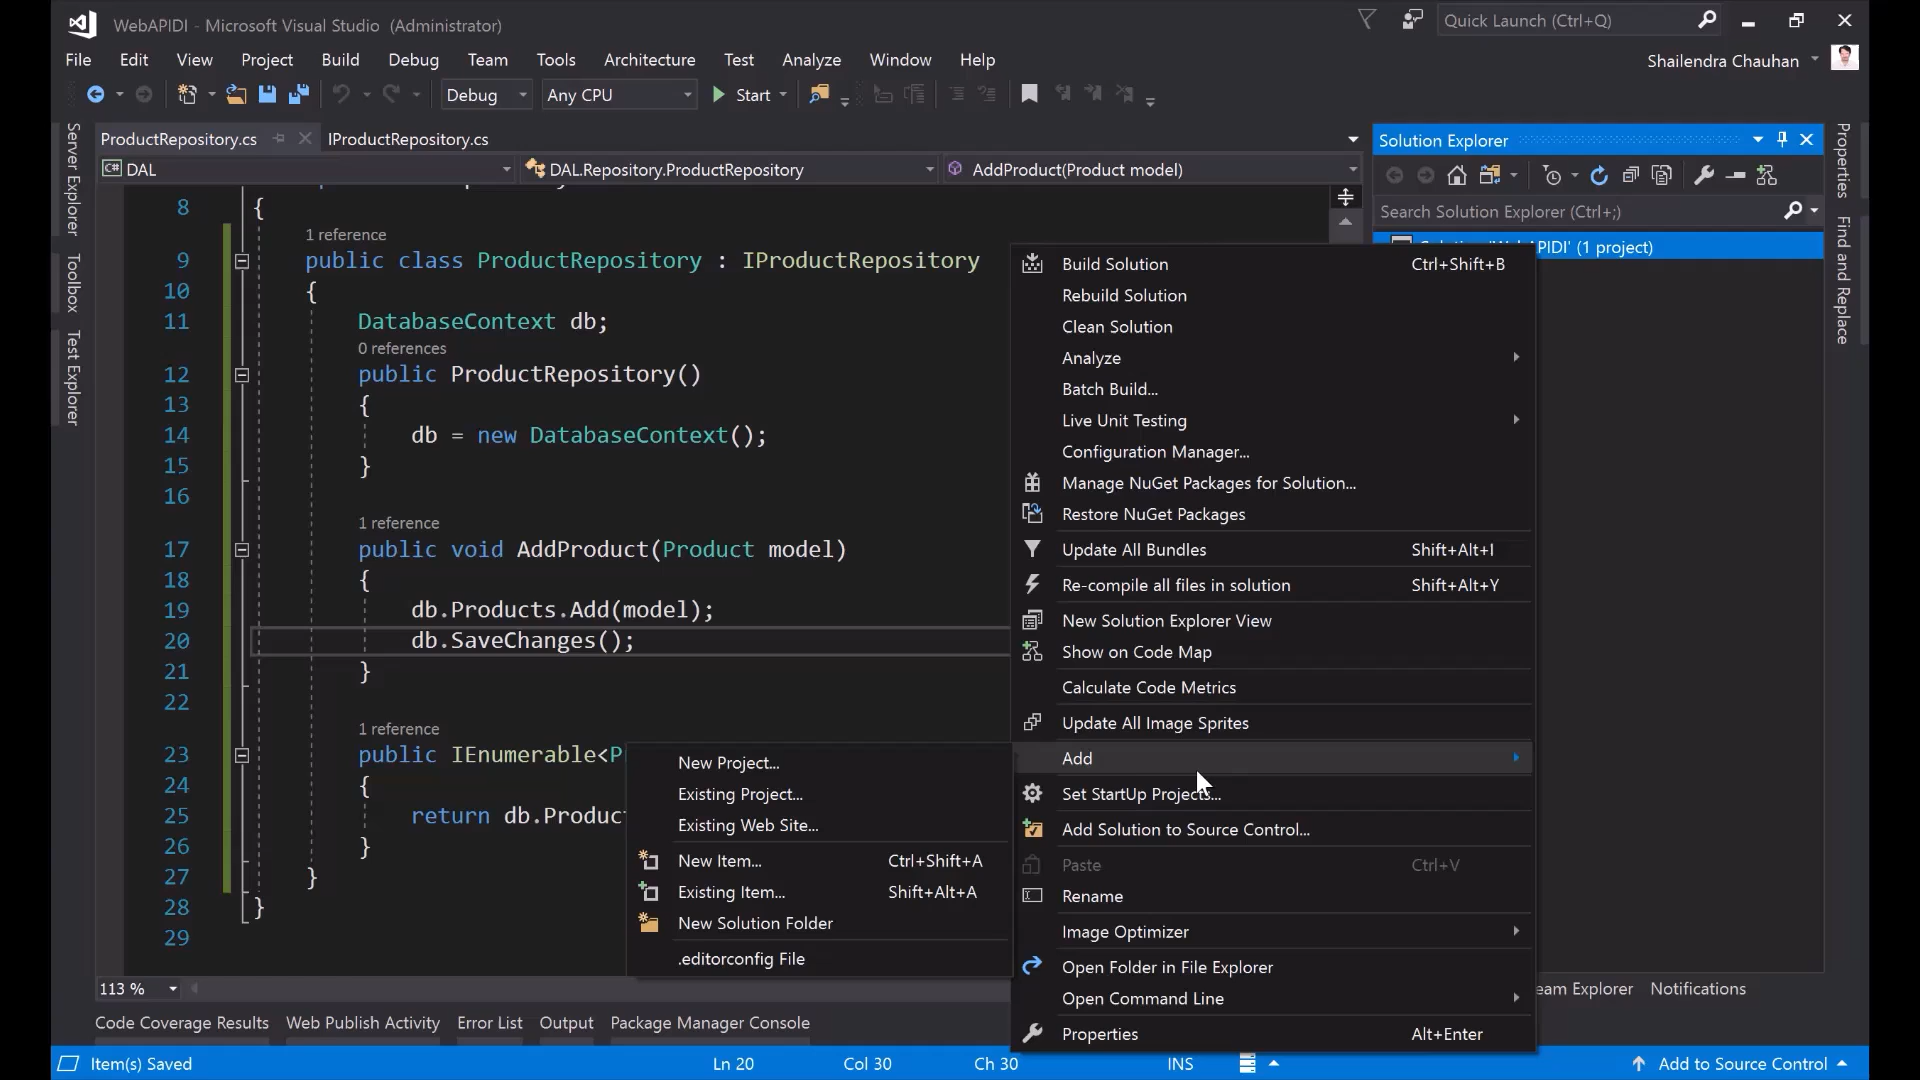 WebAPIDI - Microsoft Visual Studio (Administrator)
Quick Launch (Ctrl+Q)
File Edit View Project Build Debug Team Tools Architecture Test Analyze Window Help
Shailendra Chauhan
Debug Any CPU Start
Server Explorer
Toolbox
Test Explorer
ProductRepository.cs IProductRepository.cs
C# DAL DAL.Repository.ProductRepository AddProduct(Product model)
8 {
1 reference
9 public class ProductRepository : IProductRepository
10 {
11 DatabaseContext db;
0 references
12 public ProductRepository()
13 {
14 db = new DatabaseContext();
15 }
16
1 reference
17 public void AddProduct(Product model)
18 {
19 db.Products.Add(model);
20 db.SaveChanges();
21 }
22
1 reference
23 public IEnumerable<P
24 {
25 return db.Produc
26 }
27 }
28 }
29
113 %
New Project...
Existing Project...
Existing Web Site...
New Item... Ctrl+Shift+A
Existing Item... Shift+Alt+A
New Solution Folder
.editorconfig File
Build Solution Ctrl+Shift+B
Rebuild Solution
Clean Solution
Analyze
Batch Build...
Live Unit Testing
Configuration Manager...
Manage NuGet Packages for Solution...
Restore NuGet Packages
Update All Bundles Shift+Alt+I
Re-compile all files in solution Shift+Alt+Y
New Solution Explorer View
Show on Code Map
Calculate Code Metrics
Update All Image Sprites
Add
Set StartUp Projects...
Add Solution to Source Control...
Paste Ctrl+V
Rename
Image Optimizer
Open Folder in File Explorer
Open Command Line
Properties Alt+Enter
Solution Explorer
Search Solution Explorer (Ctrl+;)
Solution 'WebAPIDI' (1 project)
Properties
Find and Replace
eam Explorer Notifications
Code Coverage Results Web Publish Activity Error List Output Package Manager Console
Item(s) Saved Ln 20 Col 30 Ch 30 INS Add to Source Control